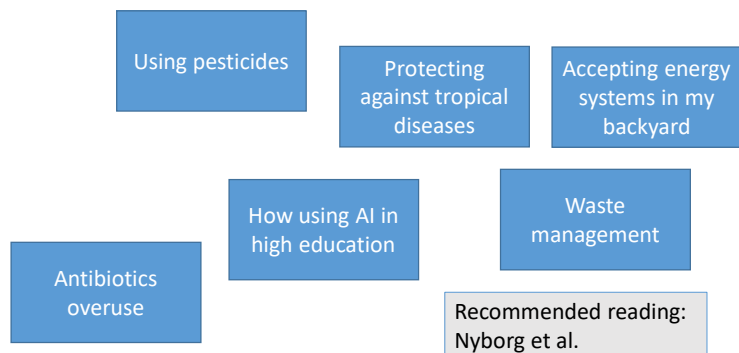 Using pesticides
Protecting
against tropical
diseases
Accepting energy
systems in my
backyard
How using AI in
high education
Waste
management
Antibiotics
overuse
Recommended reading:
Nyborg et al.